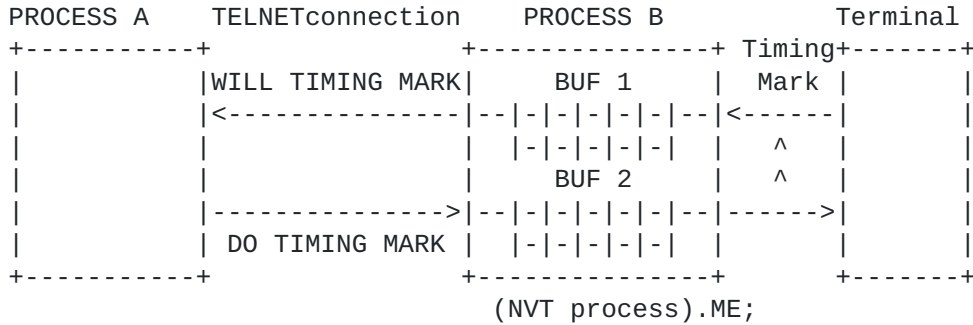 PROCESS A     TELNETconnection    PROCESS B             Terminal
+-----------+                +---------------+ Timing+-------+
|           |WILL TIMING MARK|     BUF 1     |  Mark |       |
|           |<---------------|--|-|-|-|-|-|--|<------|       |
|           |                |  |-|-|-|-|-|  |   ^   |       |
|           |                |     BUF 2     |   ^   |       |
|           |--------------->|--|-|-|-|-|-|--|------>|       |
|           | DO TIMING MARK |  |-|-|-|-|-|  |       |       |
+-----------+                +---------------+       +-------+
                              (NVT process).ME;